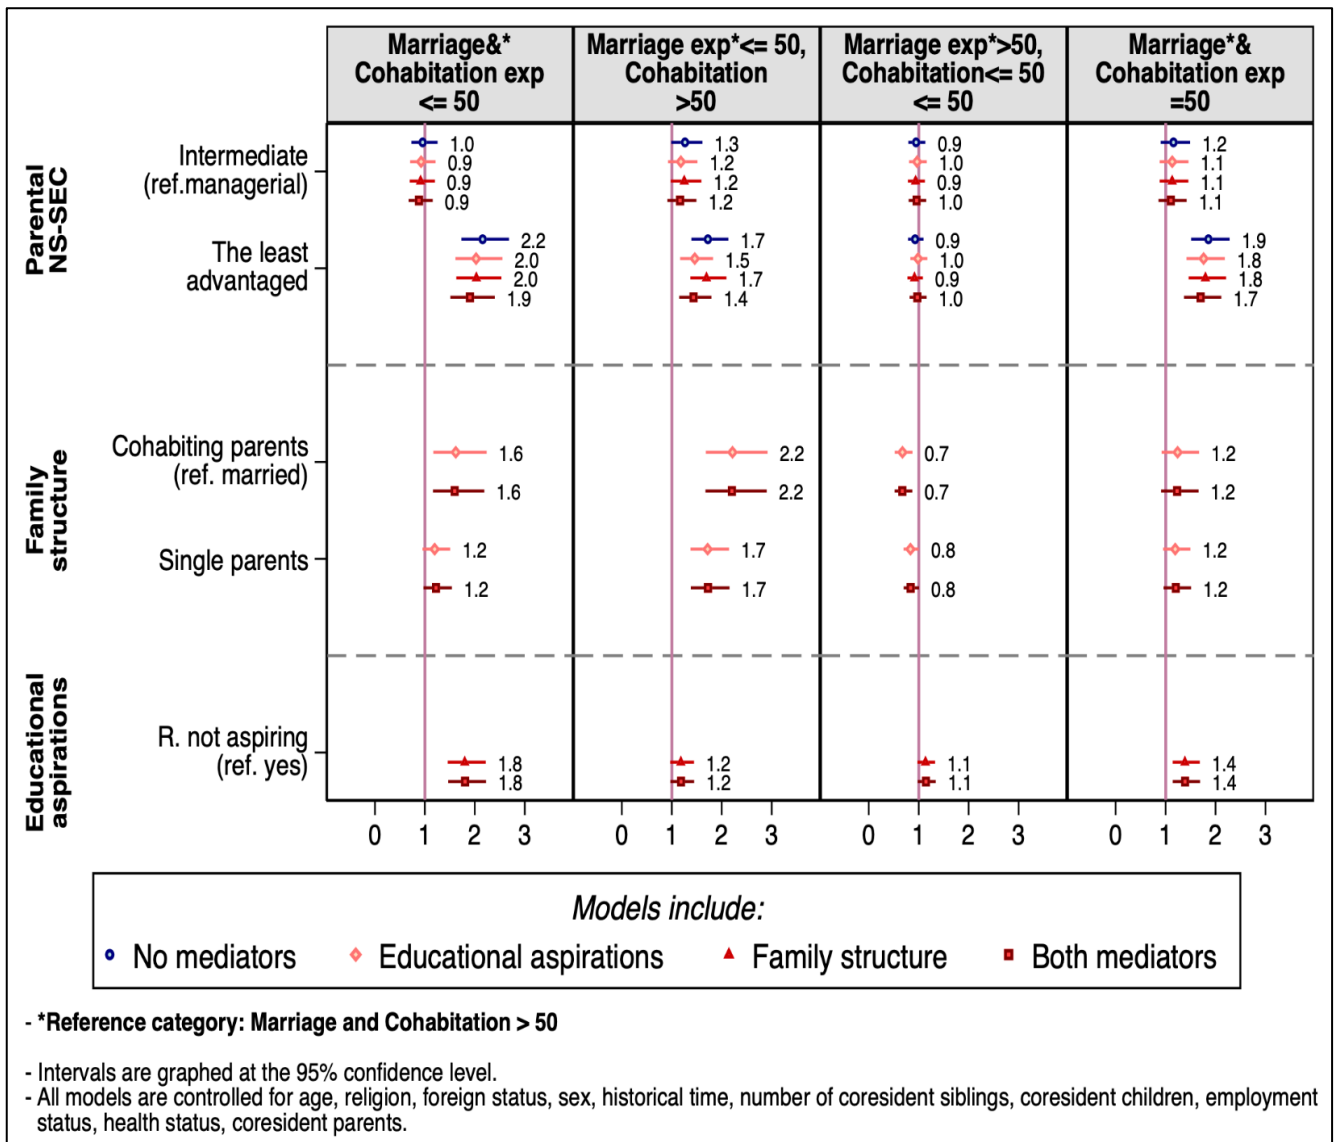 Marriage&*
Cohabitation exp
<= 50
Marriage exp*<= 50,
Cohabitation
>50
Marriage exp*>50,
Cohabitation<= 50
<= 50
Marriage*&
Cohabitation exp
=50
Parental
NS-SEC
Intermediate
(ref.managerial)
1.0
0.9
0.9
0.9
1.3
1.2
1.2
1.2
0.9
1.0
0.9
1.0
1.2
1.1
1.1
1.1
The least
advantaged
2.2
2.0
2.0
1.9
1.7
1.5
1.7
1.4
0.9
1.0
0.9
1.0
1.9
1.8
1.8
1.7
Family
structure
Cohabiting parents
(ref. married)
1.6
1.6
2.2
2.2
0.7
0.7
1.2
1.2
Single parents
1.2
1.2
1.7
1.7
0.8
0.8
1.2
1.2
Educational
aspirations
R. not aspiring
(ref. yes)
1.8
1.8
1.2
1.2
1.1
1.1
1.4
1.4
0 1 2 3 0 1 2 3 0 1 2 3 0 1 2 3
Models include:
No mediators Educational aspirations Family structure Both mediators
- *Reference category: Marriage and Cohabitation > 50
- Intervals are graphed at the 95% confidence level.
- All models are controlled for age, religion, foreign status, sex, historical time, number of coresident siblings, coresident children, employment
status, health status, coresident parents.